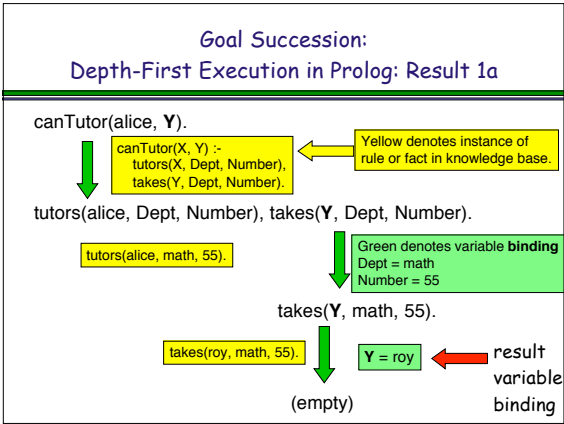 Goal Succession:
Depth-First Execution in Prolog: Result 1a
canTutor(alice, Y).
canTutor(X, Y) :-
tutors(X, Dept, Number),
takes(Y, Dept, Number).
Yellow denotes instance of
rule or fact in knowledge base.
tutors(alice, Dept, Number), takes(Y, Dept, Number).
tutors(alice, math, 55).
Green denotes variable binding
Dept = math
Number = 55
takes(Y, math, 55).
takes(roy, math, 55).
Y = roy
result
variable
binding
(empty)